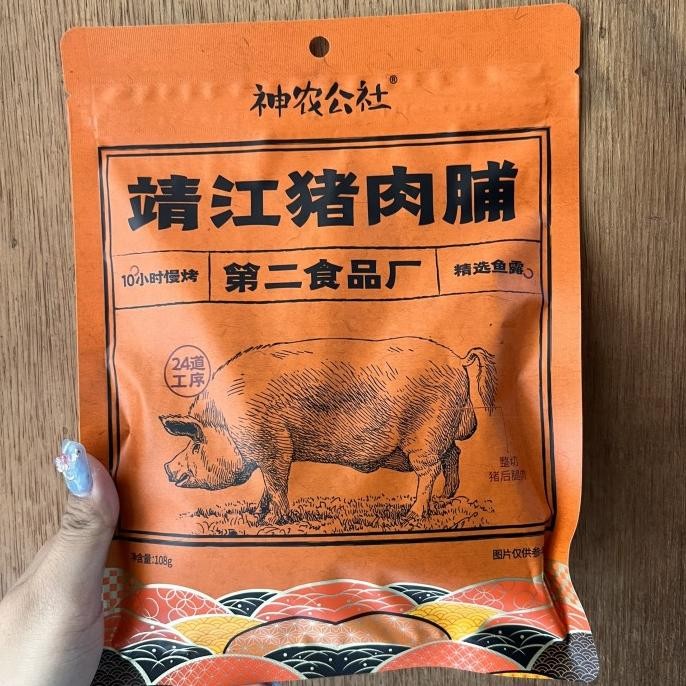 神农公社®
靖江猪肉脯
10小时慢烤 第二食品厂 精选鱼露
24道
工序
整切
猪后腿肉
净含量:108g
图片仅供参